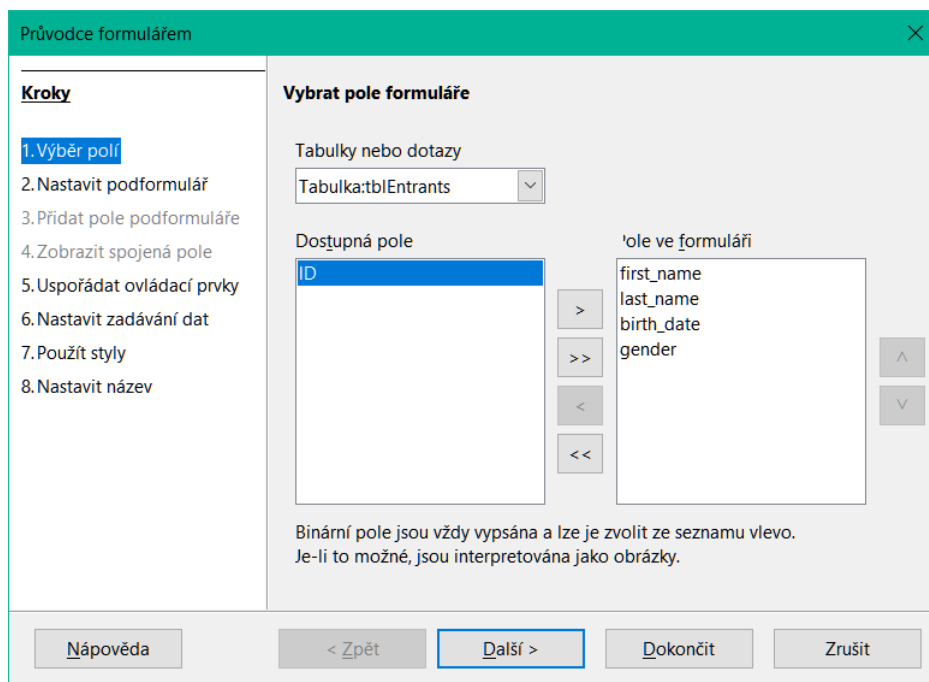 Průvodce formulářem
Kroky
1. Výběr polí
2. Nastavit podformulář
3. Přidat pole podformuláře
4. Zobrazit spojená pole
5. Uspořádat ovládací prvky
6. Nastavit zadávání dat
7. Použít styly
8. Nastavit název
Vybrat pole formuláře
Tabulky nebo dotazy
Tabulka:tblEntrants
Dostupná pole
ID
>
>>
<
<<
Pole ve formuláři
first_name
last_name
birth_date
gender
Binární pole jsou vždy vypsána a lze je zvolit ze seznamu vlevo.
Je-li to možné, jsou interpretována jako obrázky.
Nápověda
< Zpět
Další >
Dokončit
Zrušit